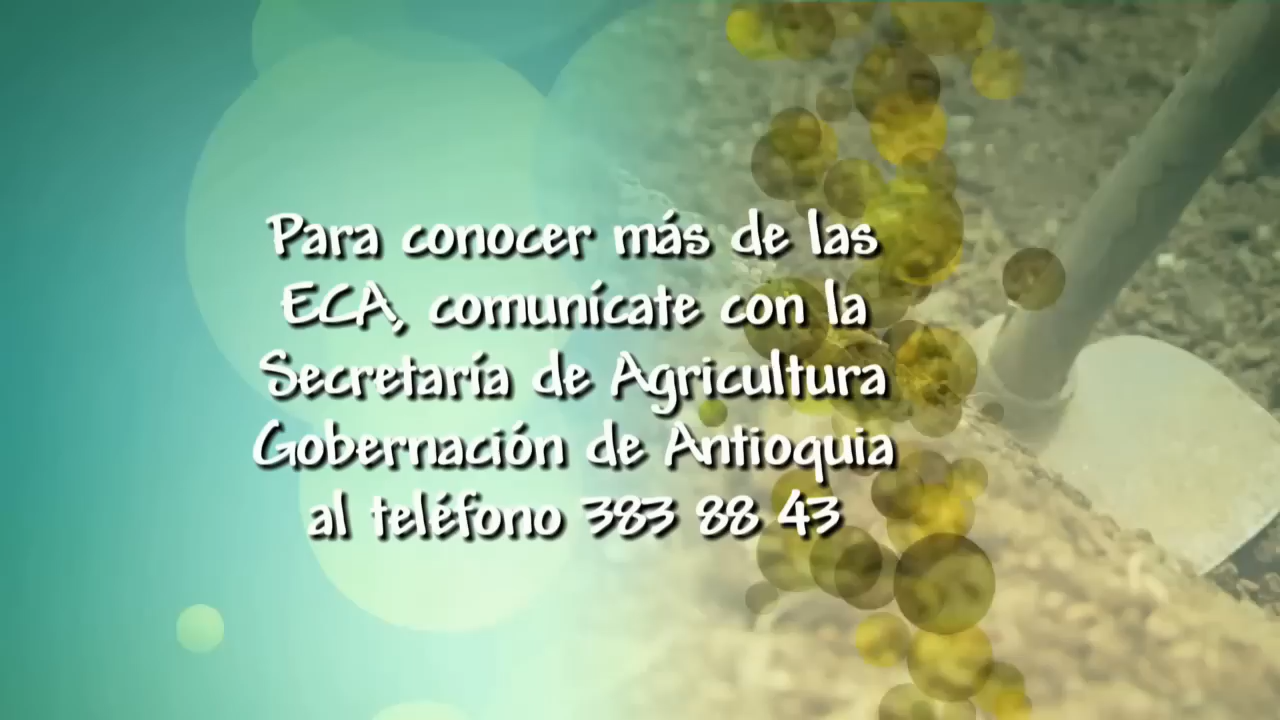 Para conocer más de las
ECA, comunícate con la
Secretaría de Agricultura
Gobernación de Antioquia
al teléfono 383 88 43